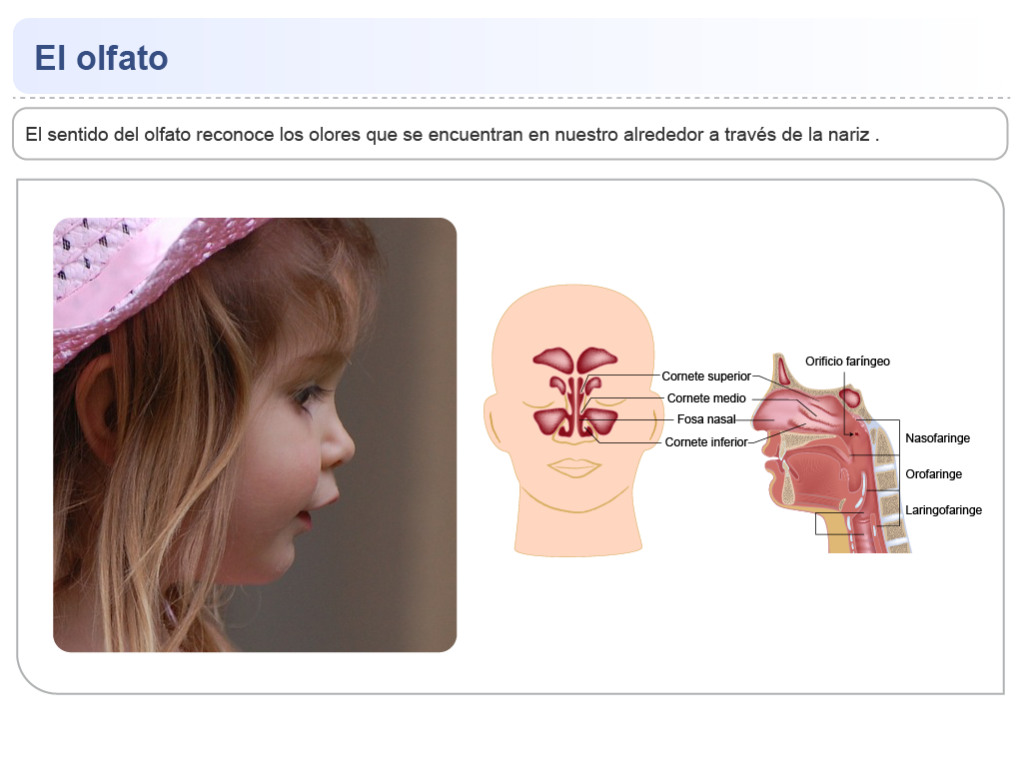 El olfato
El sentido del olfato reconoce los olores que se encuentran en nuestro alrededor a través de la nariz .
Orificio faríngeo
Cornete superior
Cornete medio
Fosa nasal
Cornete inferior
Nasofaringe
Orofaringe
Laringofaringe